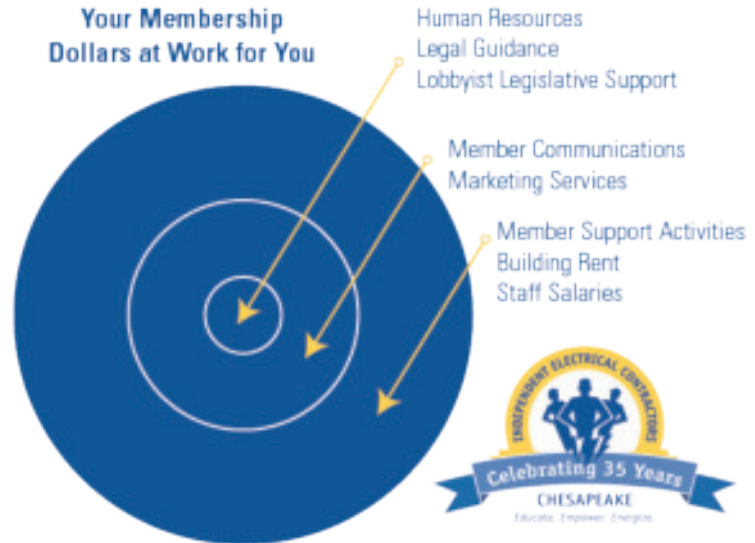 Your Membership
Dollars at Work for You
Human Resources
Legal Guidance
Lobbyist Legislative Support
Member Communications
Marketing Services
Member Support Activities
Building Rent
Staff Salaries
INDEPENDENT ELECTRICAL CONTRACTORS
Celebrating 35 Years
CHESAPEAKE
Educate. Empower. Energize.